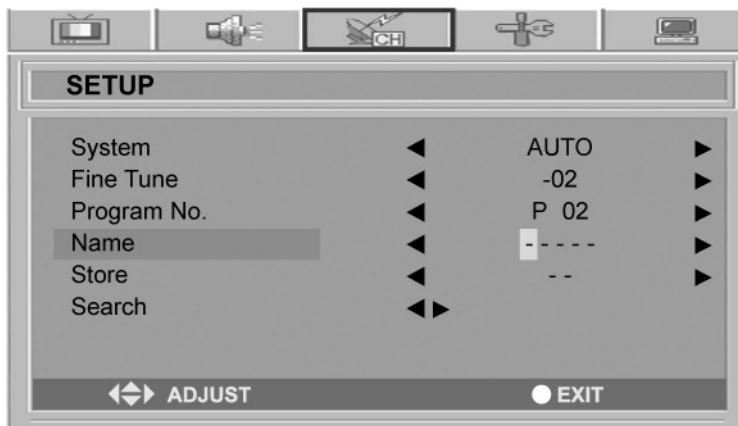 CH
SETUP
System AUTO
Fine Tune -02
Program No. P 02
Name - - - - -
Store - -
Search
ADJUST EXIT